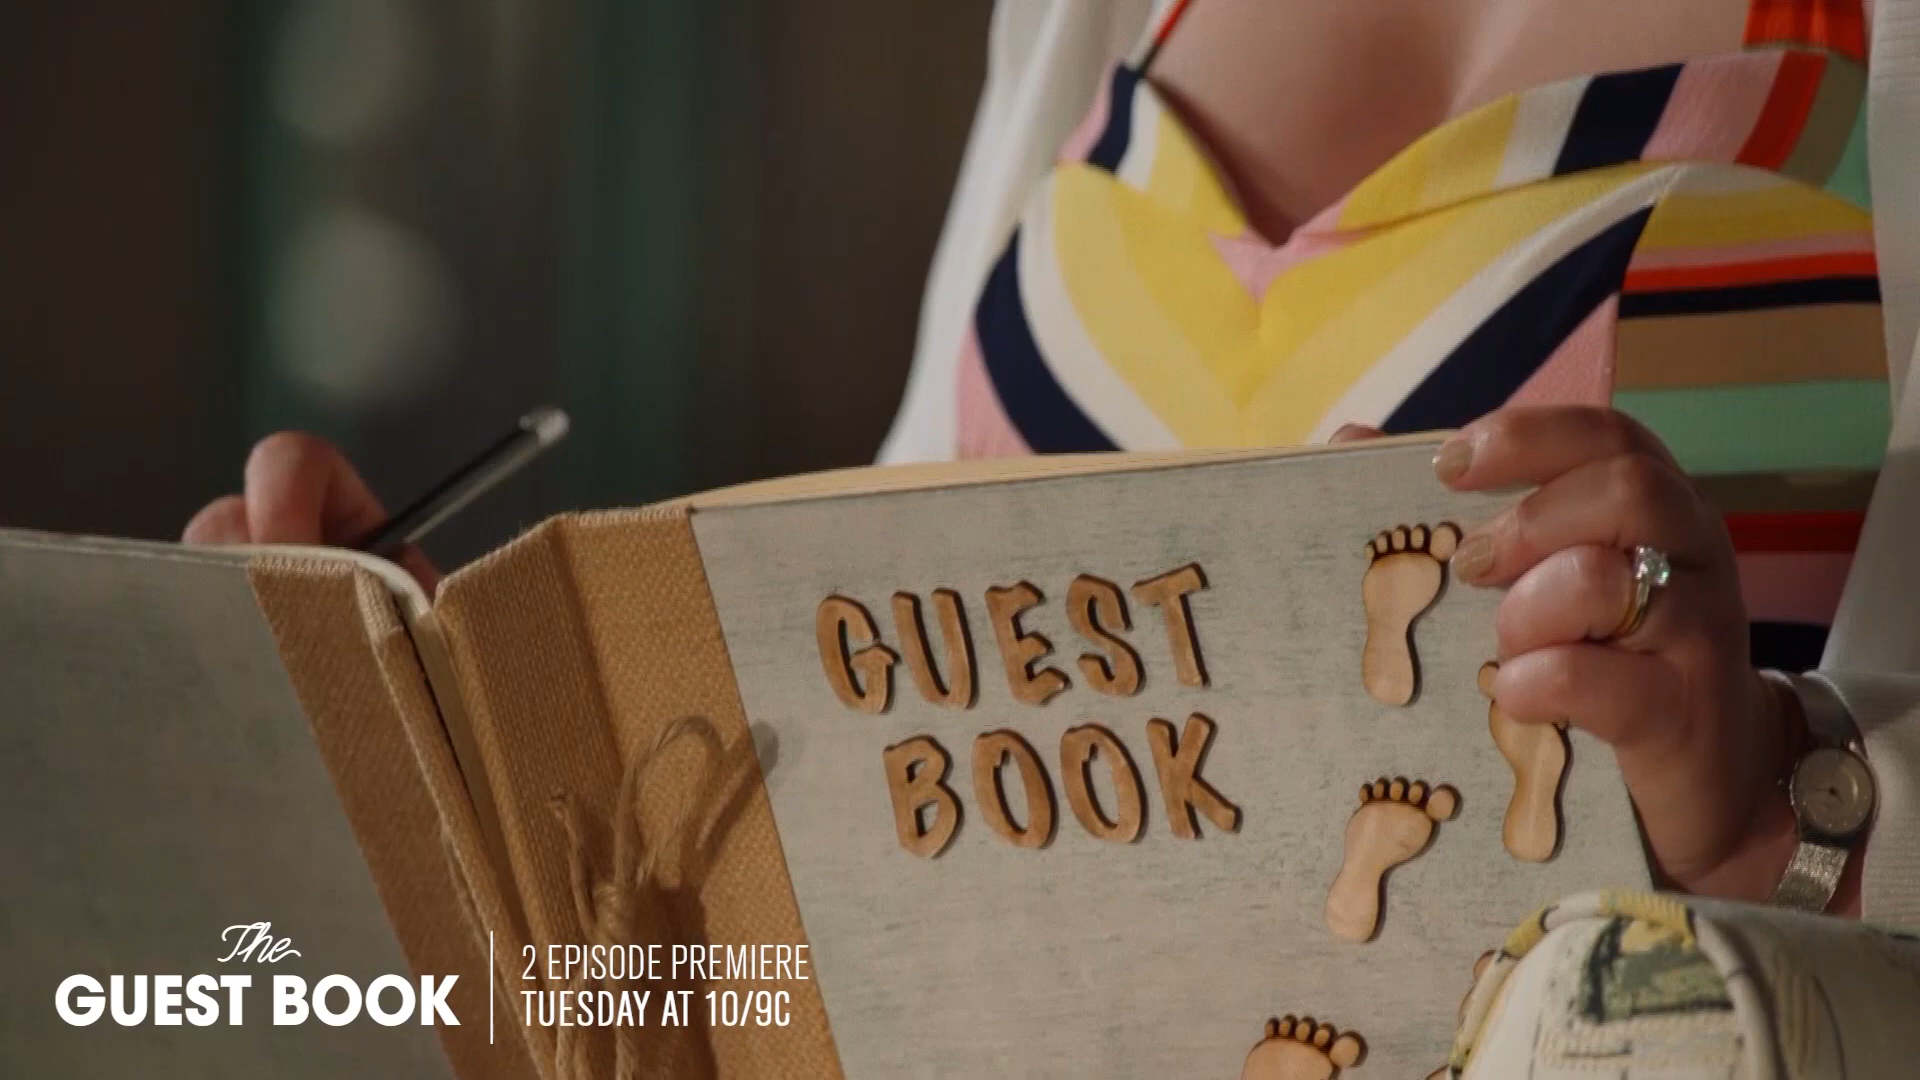 GUEST
BOOK
The
GUEST BOOK
2 EPISODE PREMIERE
TUESDAY AT 10/9C